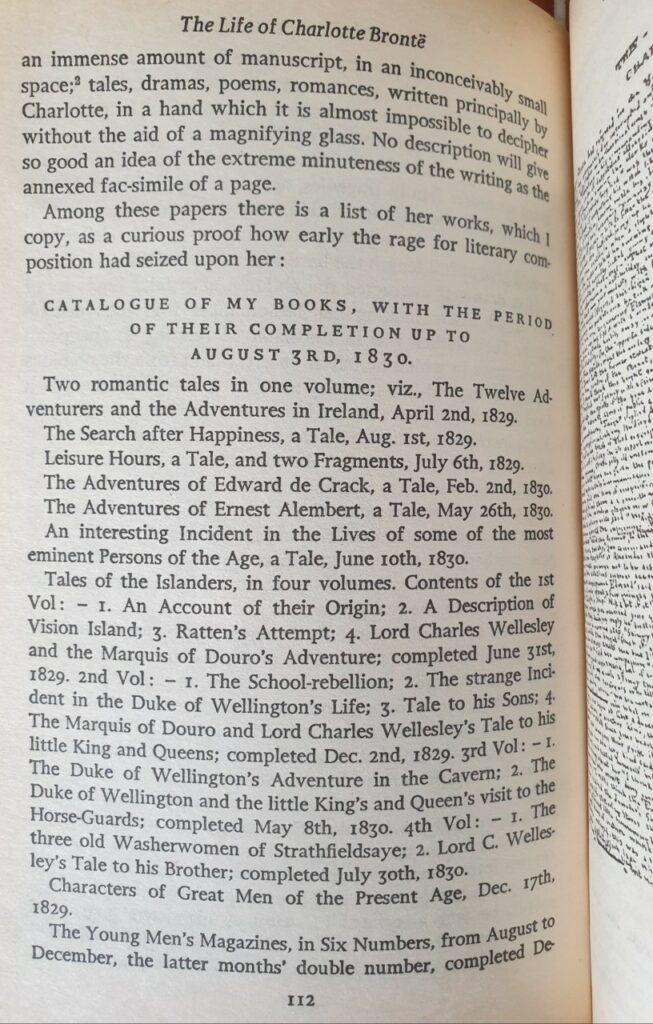 The Life of Charlotte Brontë
an immense amount of manuscript, in an inconceivably small
space;² tales, dramas, poems, romances, written principally by
Charlotte, in a hand which it is almost impossible to decipher
without the aid of a magnifying glass. No description will give
so good an idea of the extreme minuteness of the writing as the
annexed fac-simile of a page.
Among these papers there is a list of her works, which I
copy, as a curious proof how early the rage for literary com-
position had seized upon her:
CATALOGUE OF MY BOOKS, WITH THE PERIOD
OF THEIR COMPLETION UP TO
AUGUST 3RD, 1830.
Two romantic tales in one volume; viz., The Twelve Ad-
venturers and the Adventures in Ireland, April 2nd, 1829.
The Search after Happiness, a Tale, Aug. 1st, 1829.
Leisure Hours, a Tale, and two Fragments, July 6th, 1829.
The Adventures of Edward de Crack, a Tale, Feb. 2nd, 1830.
The Adventures of Ernest Alembert, a Tale, May 26th, 1830.
An interesting Incident in the Lives of some of the most
eminent Persons of the Age, a Tale, June 10th, 1830.
Tales of the Islanders, in four volumes. Contents of the 1st
Vol: – 1. An Account of their Origin; 2. A Description of
Vision Island; 3. Ratten's Attempt; 4. Lord Charles Wellesley
and the Marquis of Douro's Adventure; completed June 31st,
1829. 2nd Vol: – 1. The School-rebellion; 2. The strange Inci-
dent in the Duke of Wellington's Life; 3. Tale to his Sons; 4.
The Marquis of Douro and Lord Charles Wellesley's Tale to his
little King and Queens; completed Dec. 2nd, 1829. 3rd Vol: – 1.
The Duke of Wellington's Adventure in the Cavern; 2. The
Duke of Wellington and the little King's and Queen's visit to the
Horse-Guards; completed May 8th, 1830. 4th Vol: – 1. The
three old Washerwomen of Strathfieldsaye; 2. Lord C. Welles-
ley's Tale to his Brother; completed July 30th, 1830.
Characters of Great Men of the Present Age, Dec. 17th,
1829.
The Young Men's Magazines, in Six Numbers, from August to
December, the latter months' double number, completed De-
112